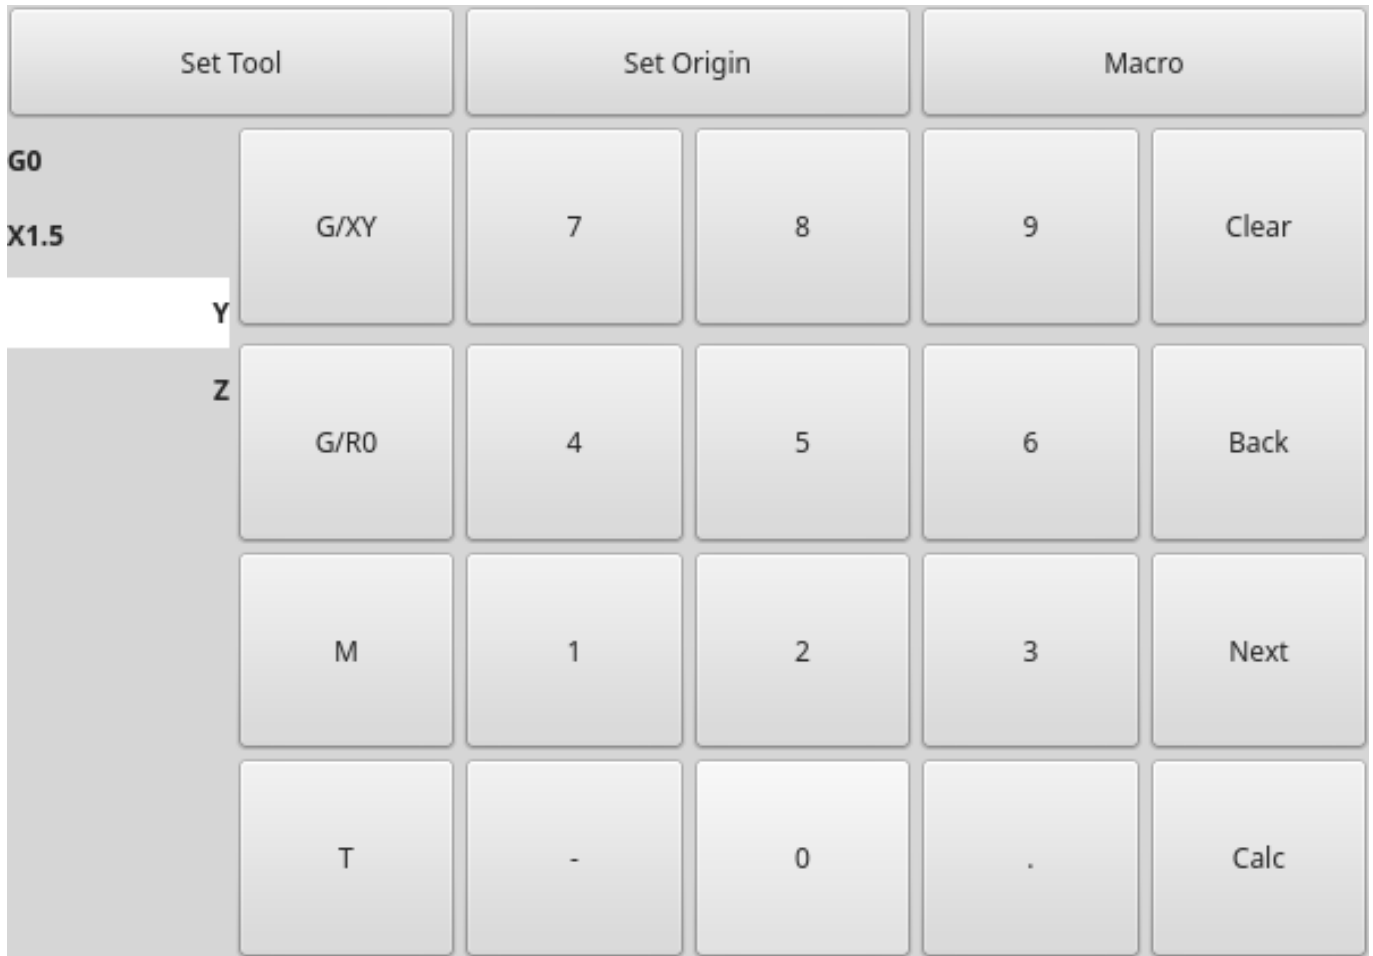 Set Tool Set Origin Macro
G0
X1.5
Y
Z
G/XY 7 8 9 Clear
G/R0 4 5 6 Back
M 1 2 3 Next
T - 0 . Calc